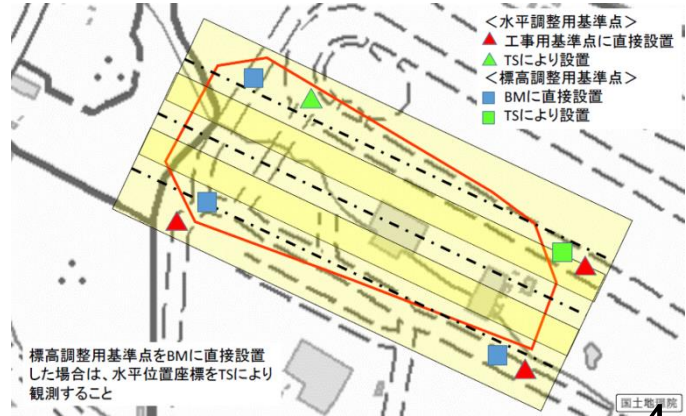 ＜水平調整用基準点＞
工事用基準点に直接設置
TSにより設置
＜標高調整用基準点＞
BMに直接設置
TSにより設置
標高調整用基準点をBMに直接設置
した場合は、水平位置座標をTSにより
観測すること
国土地理院
4